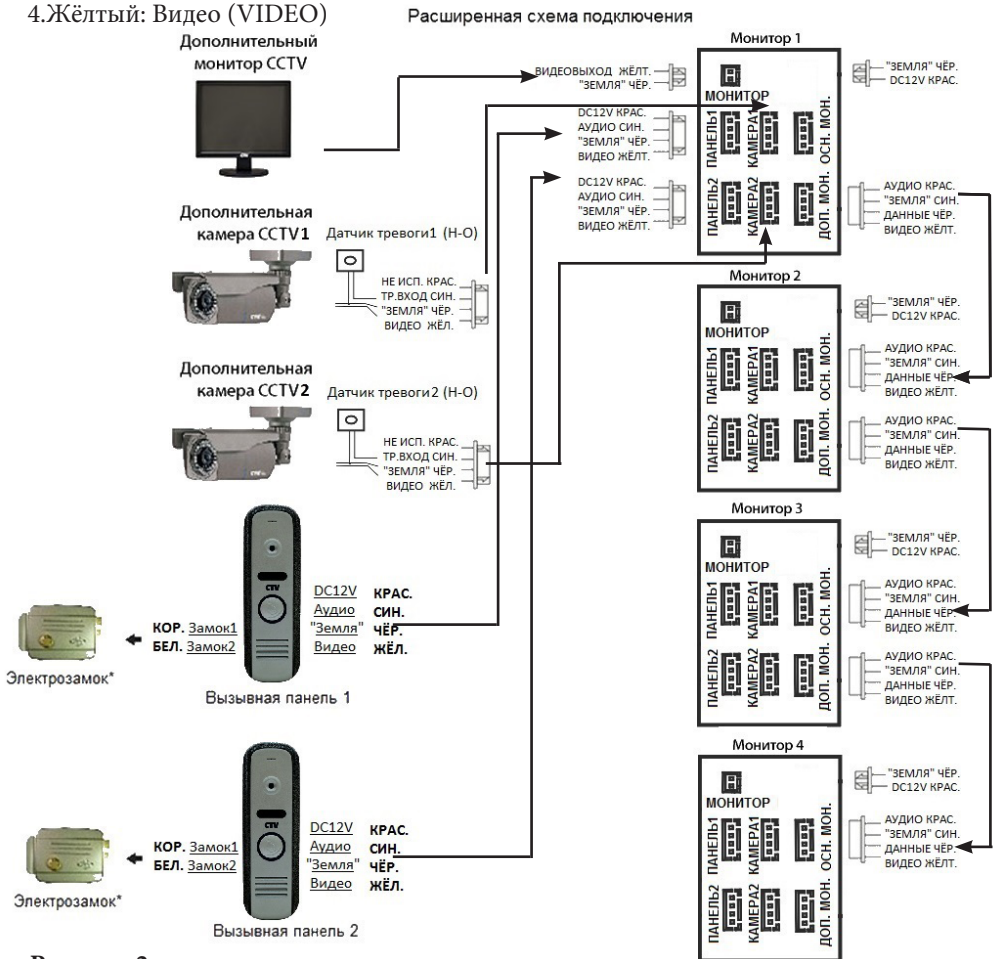 4.Жёлтый: Видео (VIDEO)
Расширенная схема подключения
Дополнительный
монитор CCTV
Дополнительная
камера CCTV1
Датчик тревоги1 (Н-О)
НЕ ИСП. КРАС.
ТР.ВХОД СИН.
"ЗЕМЛЯ" ЧЁР.
ВИДЕО ЖЁЛ.
Дополнительная
камера CCTV2
Датчик тревоги2 (Н-О)
НЕ ИСП. КРАС.
ТР.ВХОД СИН.
"ЗЕМЛЯ" ЧЁР.
ВИДЕО ЖЁЛ.
CTV
DC12V КРАС.
Аудио СИН.
"Земля" ЧЁР.
Видео ЖЁЛ.
КОР. Замок1
БЕЛ. Замок2
Электрозамок*
Вызывная панель 1
CTV
DC12V КРАС.
Аудио СИН.
"Земля" ЧЁР.
Видео ЖЁЛ.
КОР. Замок1
БЕЛ. Замок2
Электрозамок*
Вызывная панель 2
Монитор 1
ВИДЕОВЫХОД ЖЁЛТ.
"ЗЕМЛЯ" ЧЁР.
DC12V КРАС.
АУДИО СИН.
"ЗЕМЛЯ" ЧЁР.
ВИДЕО ЖЁЛТ.
DC12V КРАС.
АУДИО СИН.
"ЗЕМЛЯ" ЧЁР.
ВИДЕО ЖЁЛТ.
МОНИТОР
ПАНЕЛЬ1
КАМЕРА1
ОСН. МОН.
ПАНЕЛЬ2
КАМЕРА2
ДОП. МОН.
"ЗЕМЛЯ" ЧЁР.
DC12V КРАС.
АУДИО КРАС.
"ЗЕМЛЯ" СИН.
ДАННЫЕ ЧЁР.
ВИДЕО ЖЁЛТ.
Монитор 2
МОНИТОР
ПАНЕЛЬ1
КАМЕРА1
ОСН. МОН.
ПАНЕЛЬ2
КАМЕРА2
ДОП. МОН.
"ЗЕМЛЯ" ЧЁР.
DC12V КРАС.
АУДИО КРАС.
"ЗЕМЛЯ" СИН.
ДАННЫЕ ЧЁР.
ВИДЕО ЖЁЛТ.
АУДИО КРАС.
"ЗЕМЛЯ" СИН.
ДАННЫЕ ЧЁР.
ВИДЕО ЖЁЛТ.
Монитор 3
МОНИТОР
ПАНЕЛЬ1
КАМЕРА1
ОСН. МОН.
ПАНЕЛЬ2
КАМЕРА2
ДОП. МОН.
"ЗЕМЛЯ" ЧЁР.
DC12V КРАС.
АУДИО КРАС.
"ЗЕМЛЯ" СИН.
ДАННЫЕ ЧЁР.
ВИДЕО ЖЁЛТ.
АУДИО КРАС.
"ЗЕМЛЯ" СИН.
ДАННЫЕ ЧЁР.
ВИДЕО ЖЁЛТ.
Монитор 4
МОНИТОР
ПАНЕЛЬ1
КАМЕРА1
ОСН. МОН.
ПАНЕЛЬ2
КАМЕРА2
ДОП. МОН.
"ЗЕМЛЯ" ЧЁР.
DC12V КРАС.
АУДИО КРАС.
"ЗЕМЛЯ" СИН.
ДАННЫЕ ЧЁР.
ВИДЕО ЖЁЛТ.